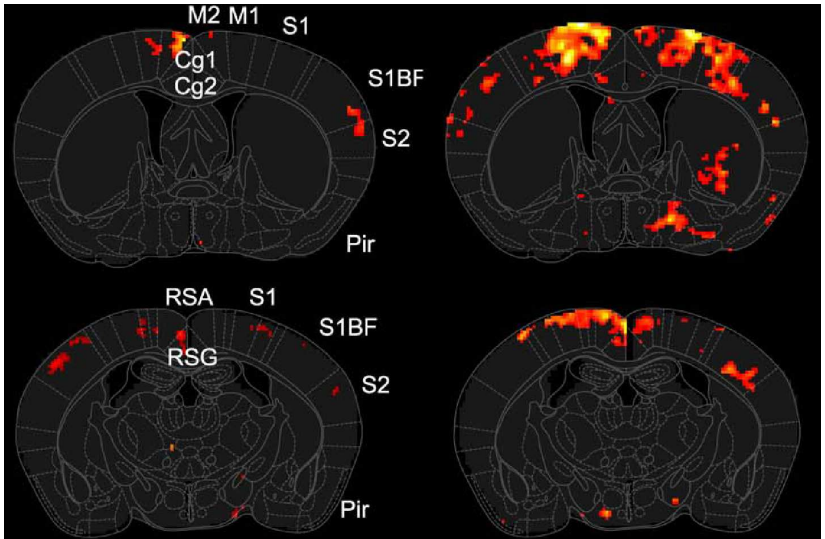 M2 M1
S1
Cg1
Cg2
S1BF
S2
Pir
RSA
S1
S1BF
RSG
S2
Pir